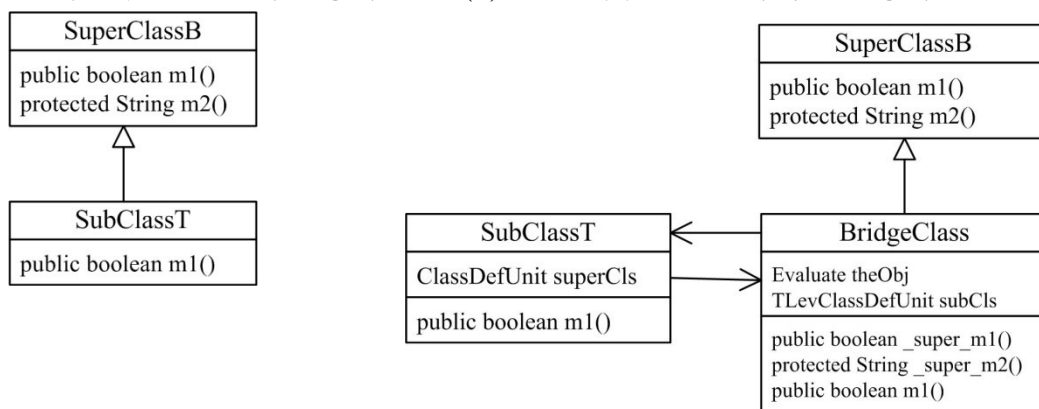 SuperClassB
public boolean m1()
protected String m2()
SubClassT
public boolean m1()
SuperClassB
public boolean m1()
protected String m2()
SubClassT
ClassDefUnit superCls
public boolean m1()
BridgeClass
Evaluate theObj
TLevClassDefUnit subCls
public boolean _super_m1()
protected String _super_m2()
public boolean m1()